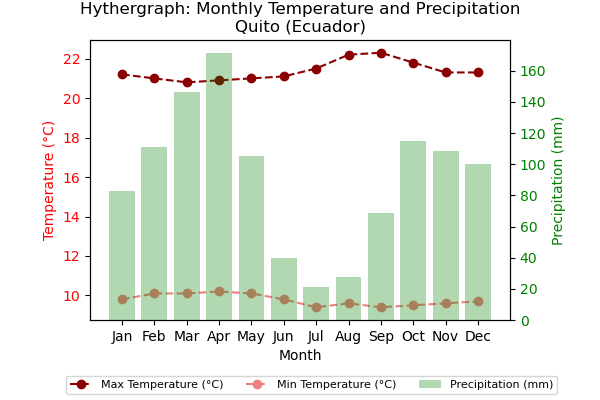 Hythergraph: Monthly Temperature and Precipitation
Quito (Ecuador)
22
20
18
16
14
12
10
Temperature (°C)
160
140
120
100
80
60
40
20
0
Precipitation (mm)
Jan Feb Mar Apr May Jun Jul Aug Sep Oct Nov Dec
Month
Max Temperature (°C) Min Temperature (°C) Precipitation (mm)